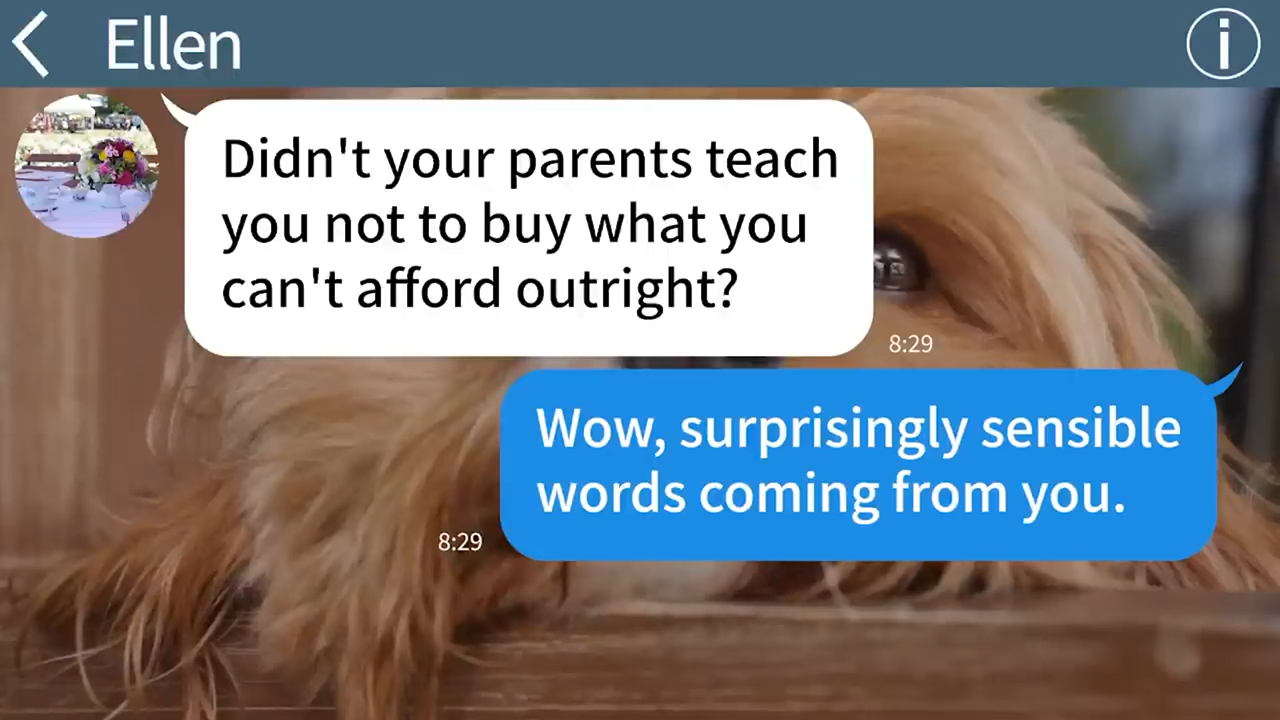 Ellen
Didn't your parents teach
you not to buy what you
can't afford outright?
8:29
Wow, surprisingly sensible
words coming from you.
8:29